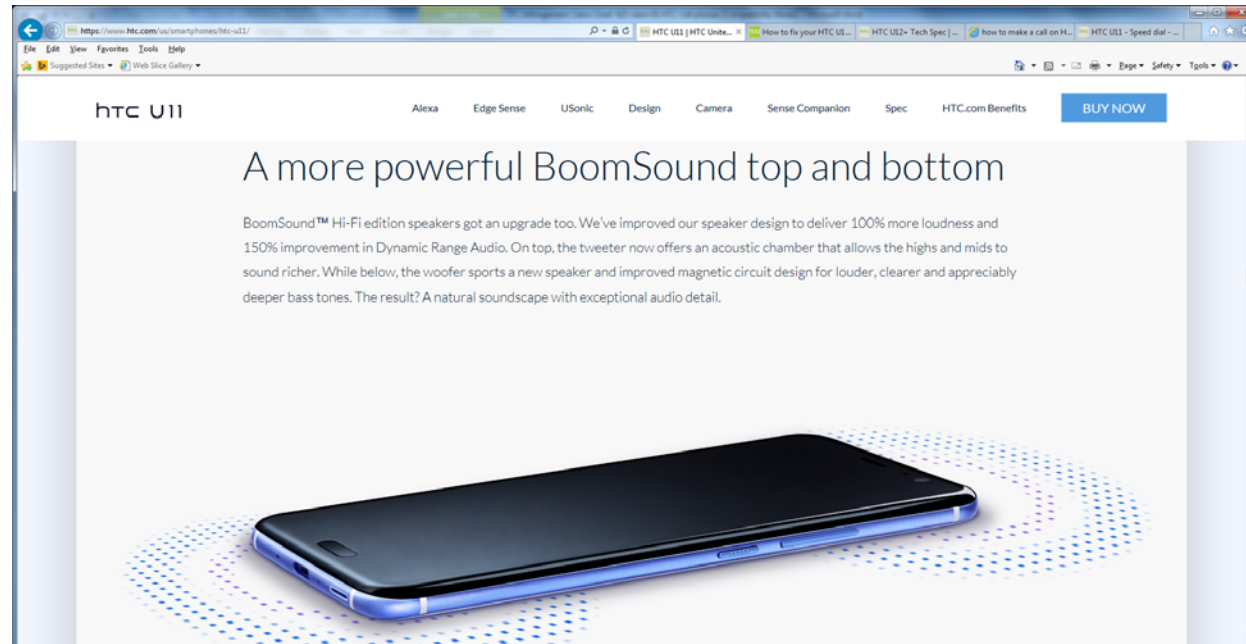 https://www.htc.com/us/smartphones/htc-u11/
HTC U11 | HTC Unite...
How to fix your HTC U1...
HTC U12+ Tech Spec | ...
how to make a call on H...
HTC U11 - Speed dial - ...
File Edit View Favorites Tools Help
Suggested Sites Web Slice Gallery
Page Safety Tools
hTC U11
Alexa Edge Sense USonic Design Camera Sense Companion Spec HTC.com Benefits BUY NOW
A more powerful BoomSound top and bottom
BoomSound™ Hi-Fi edition speakers got an upgrade too. We've improved our speaker design to deliver 100% more loudness and
150% improvement in Dynamic Range Audio. On top, the tweeter now offers an acoustic chamber that allows the highs and mids to
sound richer. While below, the woofer sports a new speaker and improved magnetic circuit design for louder, clearer and appreciably
deeper bass tones. The result? A natural soundscape with exceptional audio detail.